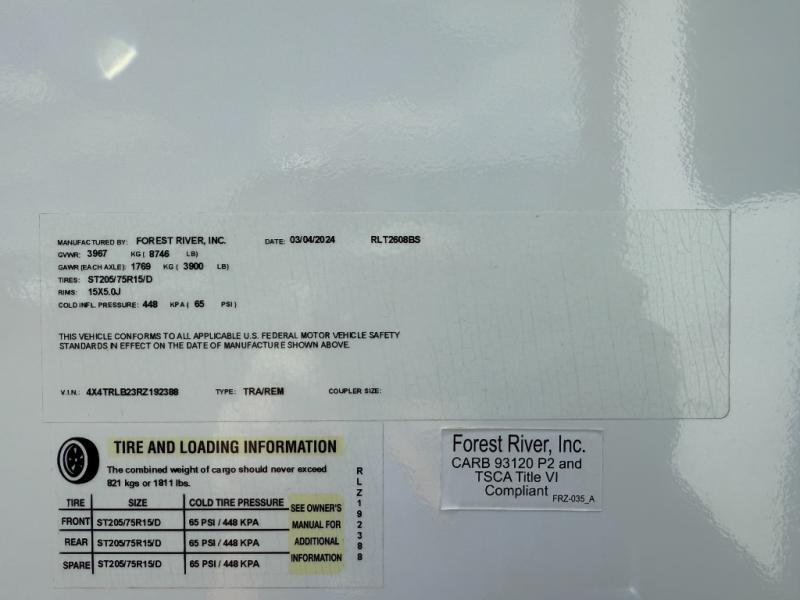 MANUFACTURED BY: FOREST RIVER, INC. DATE: 03/04/2024 RLT2608BS
GVWR: 3967 KG ( 8746 LB)
GAWR (EACH AXLE): 1769 KG ( 3900 LB)
TIRES: ST205/75R15/D
RIMS: 15X5.0J
COLD INFL. PRESSURE: 448 KPA ( 65 PSI )
THIS VEHICLE CONFORMS TO ALL APPLICABLE U.S. FEDERAL MOTOR VEHICLE SAFETY
STANDARDS IN EFFECT ON THE DATE OF MANUFACTURE SHOWN ABOVE.
V.I.N.: 4X4TRLB23RZ192388 TYPE: TRA/REM COUPLER SIZE:
TIRE AND LOADING INFORMATION
The combined weight of cargo should never exceed
821 kgs or 1811 lbs.
TIRE SIZE COLD TIRE PRESSURE
FRONT ST205/75R15/D 65 PSI / 448 KPA
REAR ST205/75R15/D 65 PSI / 448 KPA
SPARE ST205/75R15/D 65 PSI / 448 KPA
SEE OWNER'S
MANUAL FOR
ADDITIONAL
INFORMATION
RLZ192388
Forest River, Inc.
CARB 93120 P2 and
TSCA Title VI
Compliant FRZ-035_A